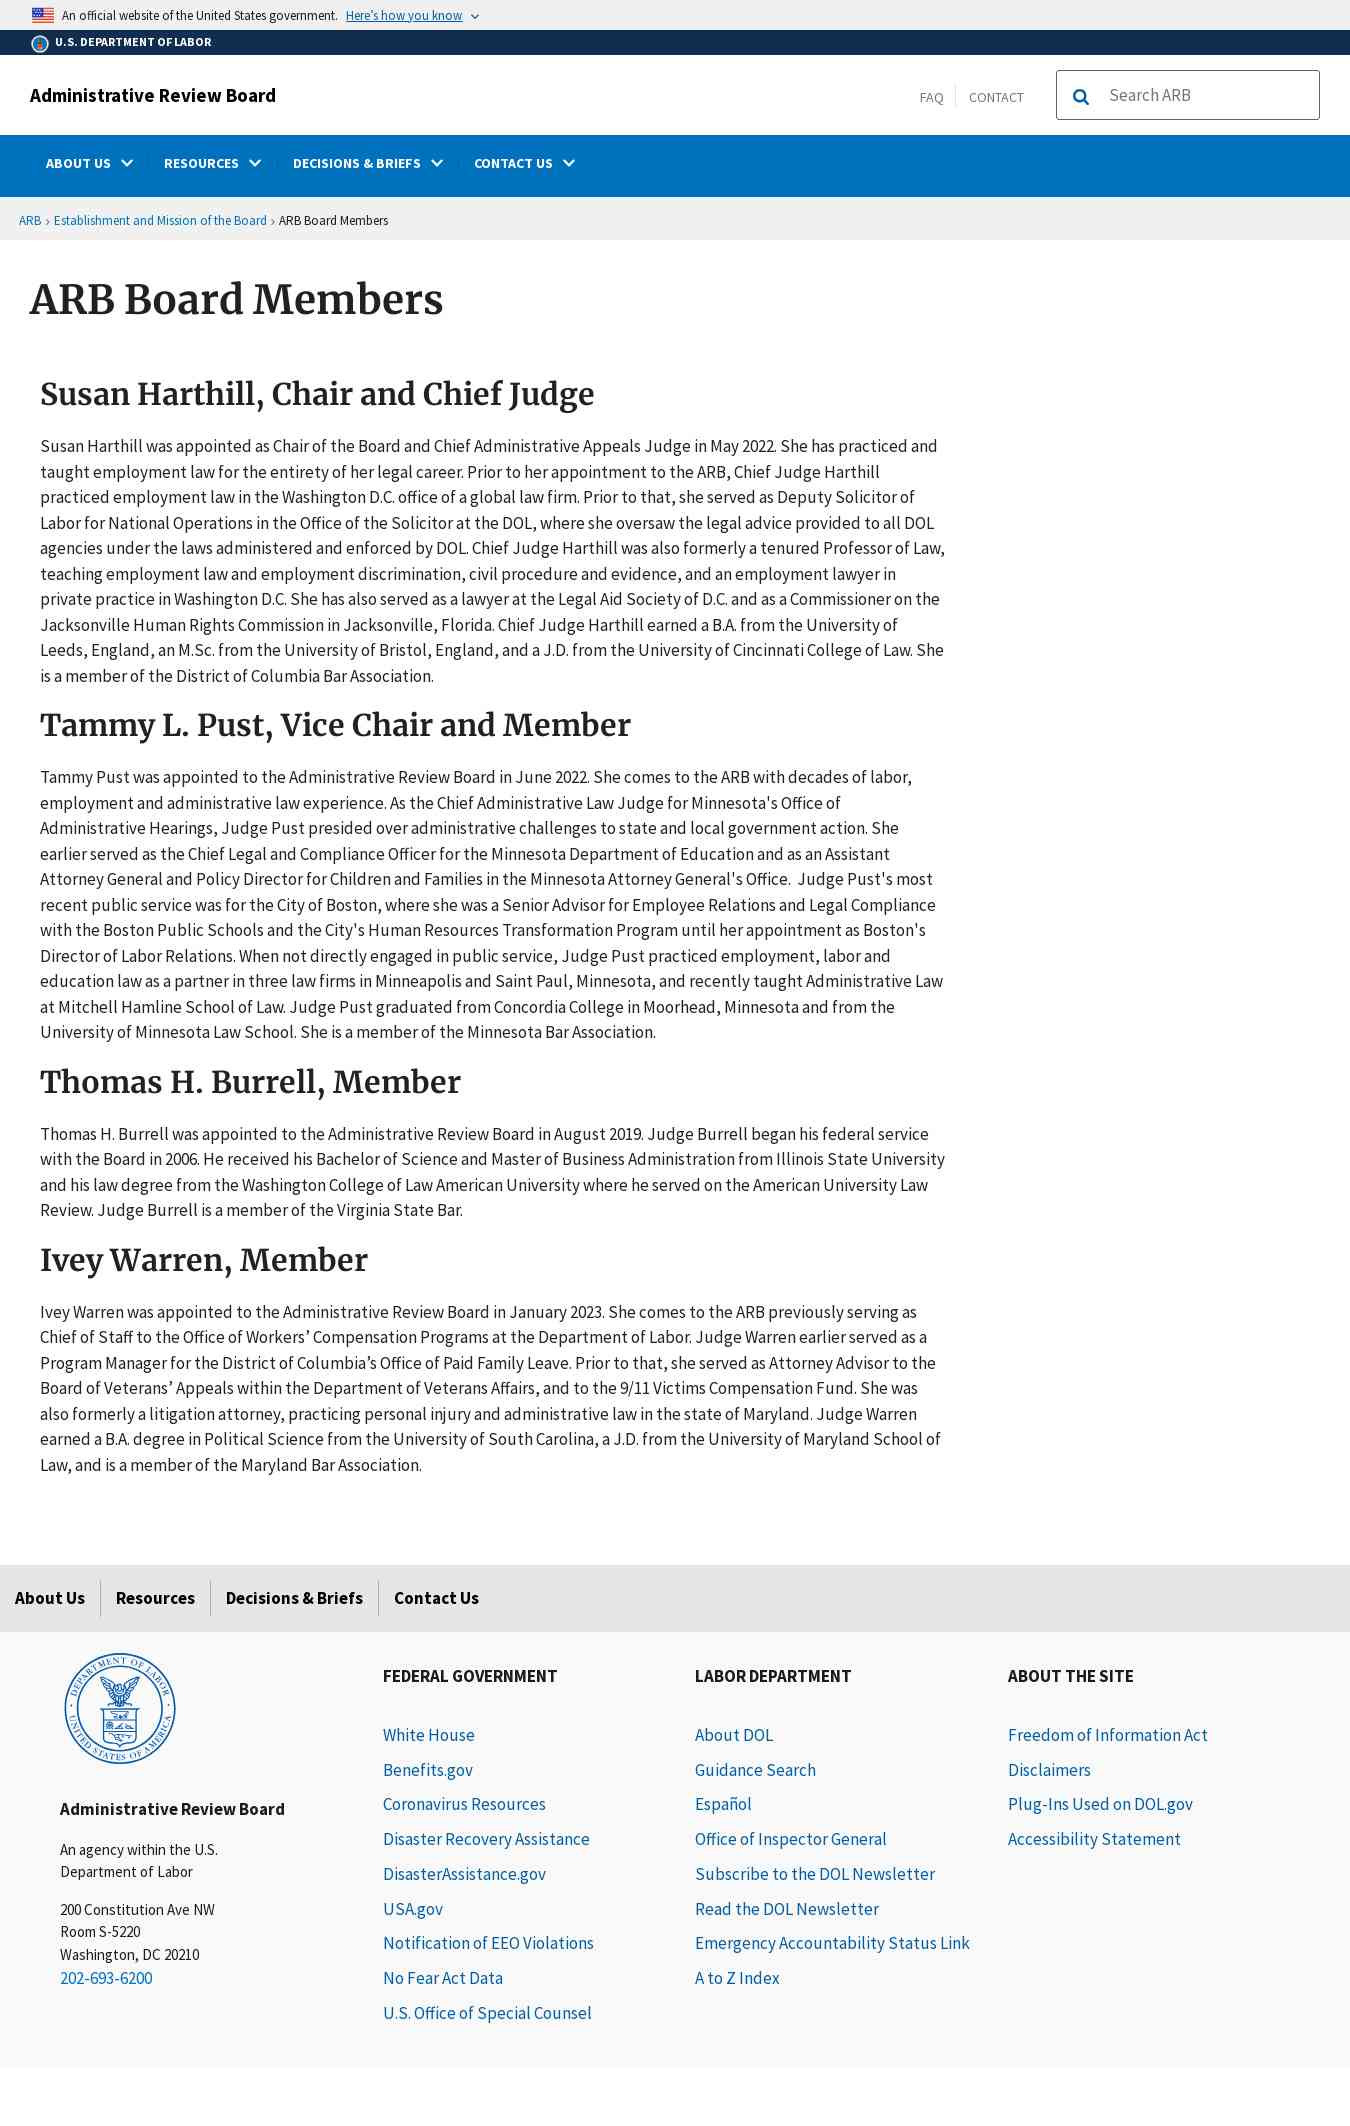 An official website of the United States government. Here's how you know
U.S. DEPARTMENT OF LABOR
Administrative Review Board
FAQ
CONTACT
Search ARB
ABOUT US
RESOURCES
DECISIONS & BRIEFS
CONTACT US
ARB › Establishment and Mission of the Board › ARB Board Members
ARB Board Members
Susan Harthill, Chair and Chief Judge
Susan Harthill was appointed as Chair of the Board and Chief Administrative Appeals Judge in May 2022. She has practiced and
taught employment law for the entirety of her legal career. Prior to her appointment to the ARB, Chief Judge Harthill
practiced employment law in the Washington D.C. office of a global law firm. Prior to that, she served as Deputy Solicitor of
Labor for National Operations in the Office of the Solicitor at the DOL, where she oversaw the legal advice provided to all DOL
agencies under the laws administered and enforced by DOL. Chief Judge Harthill was also formerly a tenured Professor of Law,
teaching employment law and employment discrimination, civil procedure and evidence, and an employment lawyer in
private practice in Washington D.C. She has also served as a lawyer at the Legal Aid Society of D.C. and as a Commissioner on the
Jacksonville Human Rights Commission in Jacksonville, Florida. Chief Judge Harthill earned a B.A. from the University of
Leeds, England, an M.Sc. from the University of Bristol, England, and a J.D. from the University of Cincinnati College of Law. She
is a member of the District of Columbia Bar Association.
Tammy L. Pust, Vice Chair and Member
Tammy Pust was appointed to the Administrative Review Board in June 2022. She comes to the ARB with decades of labor,
employment and administrative law experience. As the Chief Administrative Law Judge for Minnesota's Office of
Administrative Hearings, Judge Pust presided over administrative challenges to state and local government action. She
earlier served as the Chief Legal and Compliance Officer for the Minnesota Department of Education and as an Assistant
Attorney General and Policy Director for Children and Families in the Minnesota Attorney General's Office.  Judge Pust's most
recent public service was for the City of Boston, where she was a Senior Advisor for Employee Relations and Legal Compliance
with the Boston Public Schools and the City's Human Resources Transformation Program until her appointment as Boston's
Director of Labor Relations. When not directly engaged in public service, Judge Pust practiced employment, labor and
education law as a partner in three law firms in Minneapolis and Saint Paul, Minnesota, and recently taught Administrative Law
at Mitchell Hamline School of Law. Judge Pust graduated from Concordia College in Moorhead, Minnesota and from the
University of Minnesota Law School. She is a member of the Minnesota Bar Association.
Thomas H. Burrell, Member
Thomas H. Burrell was appointed to the Administrative Review Board in August 2019. Judge Burrell began his federal service
with the Board in 2006. He received his Bachelor of Science and Master of Business Administration from Illinois State University
and his law degree from the Washington College of Law American University where he served on the American University Law
Review. Judge Burrell is a member of the Virginia State Bar.
Ivey Warren, Member
Ivey Warren was appointed to the Administrative Review Board in January 2023. She comes to the ARB previously serving as
Chief of Staff to the Office of Workers’ Compensation Programs at the Department of Labor. Judge Warren earlier served as a
Program Manager for the District of Columbia’s Office of Paid Family Leave. Prior to that, she served as Attorney Advisor to the
Board of Veterans’ Appeals within the Department of Veterans Affairs, and to the 9/11 Victims Compensation Fund. She was
also formerly a litigation attorney, practicing personal injury and administrative law in the state of Maryland. Judge Warren
earned a B.A. degree in Political Science from the University of South Carolina, a J.D. from the University of Maryland School of
Law, and is a member of the Maryland Bar Association.
About Us
Resources
Decisions & Briefs
Contact Us
DEPARTMENT OF LABOR
UNITED STATES OF AMERICA
Administrative Review Board
An agency within the U.S.
Department of Labor
200 Constitution Ave NW
Room S-5220
Washington, DC 20210
202-693-6200
FEDERAL GOVERNMENT
White House
Benefits.gov
Coronavirus Resources
Disaster Recovery Assistance
DisasterAssistance.gov
USA.gov
Notification of EEO Violations
No Fear Act Data
U.S. Office of Special Counsel
LABOR DEPARTMENT
About DOL
Guidance Search
Español
Office of Inspector General
Subscribe to the DOL Newsletter
Read the DOL Newsletter
Emergency Accountability Status Link
A to Z Index
ABOUT THE SITE
Freedom of Information Act
Disclaimers
Plug-Ins Used on DOL.gov
Accessibility Statement